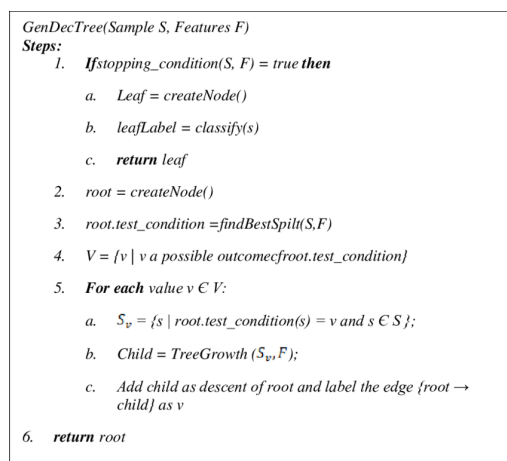 GenDecTree(Sample S, Features F)
Steps:
1. Ifstopping_condition(S, F) = true then
a. Leaf = createNode()
b. leafLabel = classify(s)
c. return leaf
2. root = createNode()
3. root.test_condition =findBestSpilt(S,F)
4. V = {v | v a possible outcomecfroot.test_condition}
5. For each value v Є V:
a. Sᵥ = {s | root.test_condition(s) = v and s Є S};
b. Child = TreeGrowth (Sᵥ,F);
c. Add child as descent of root and label the edge {root →
child} as v
6. return root